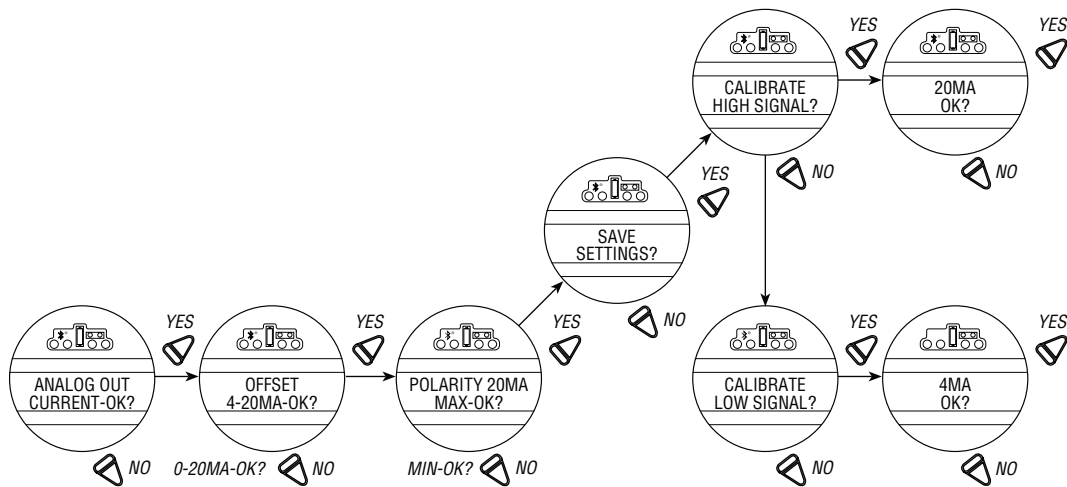 YES
YES
CALIBRATE
HIGH SIGNAL?
20MA
OK?
YES
NO
NO
SAVE
SETTINGS?
NO
YES
YES
YES
YES
YES
ANALOG OUT
CURRENT-OK?
OFFSET
4-20MA-OK?
POLARITY 20MA
MAX-OK?
CALIBRATE
LOW SIGNAL?
4MA
OK?
NO
0-20MA-OK?
NO
MIN-OK?
NO
NO
NO